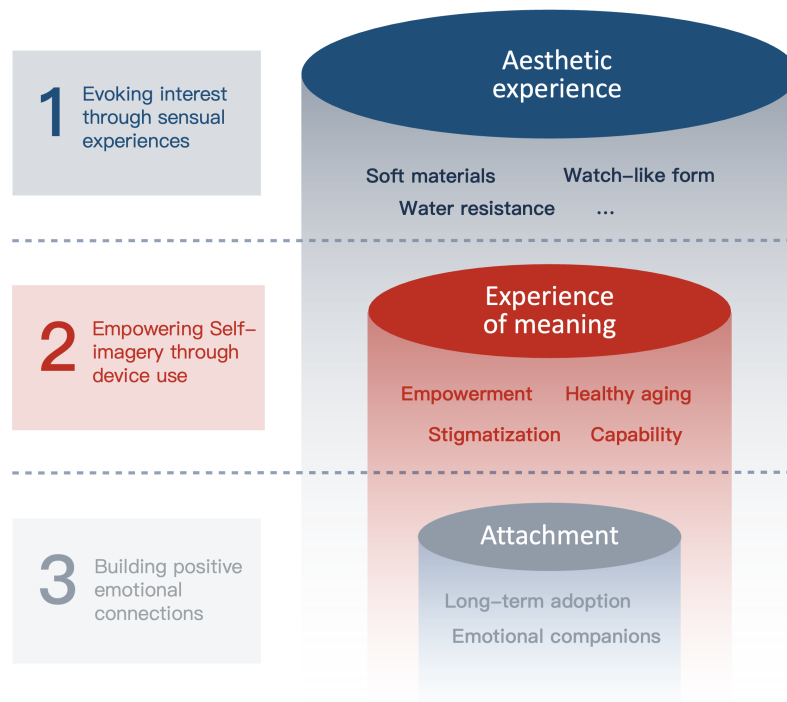 1
Evoking interest
through sensual
experiences
Aesthetic
experience
Soft materials
Watch-like form
Water resistance
...
2
Empowering Self-
imagery through
device use
Experience
of meaning
Empowerment
Healthy aging
Stigmatization
Capability
3
Building positive
emotional
connections
Attachment
Long-term adoption
Emotional companions